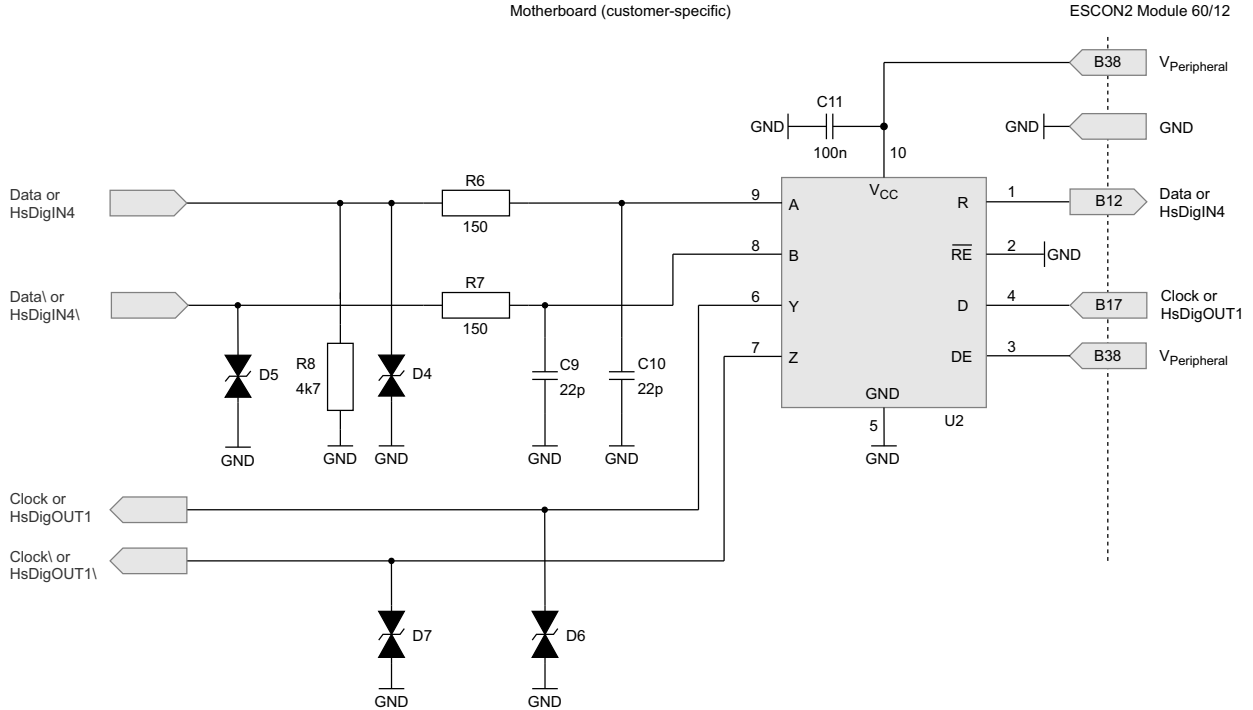 Motherboard (customer-specific)
ESCON2 Module 60/12
B38
V_Peripheral
C11
GND
100n
10
GND
GND
Data or
HsDigIN4
R6
150
9
A
V_CC
R
1
B12
Data or
HsDigIN4
8
B
RE
2
GND
Data\ or
HsDigIN4\
R7
150
6
Y
D
4
B17
Clock or
HsDigOUT1
7
Z
DE
3
B38
V_Peripheral
D5
R8
4k7
D4
C9
22p
C10
22p
GND
5
U2
GND
GND
GND
GND
GND
GND
Clock or
HsDigOUT1
Clock\ or
HsDigOUT1\
D7
D6
GND
GND